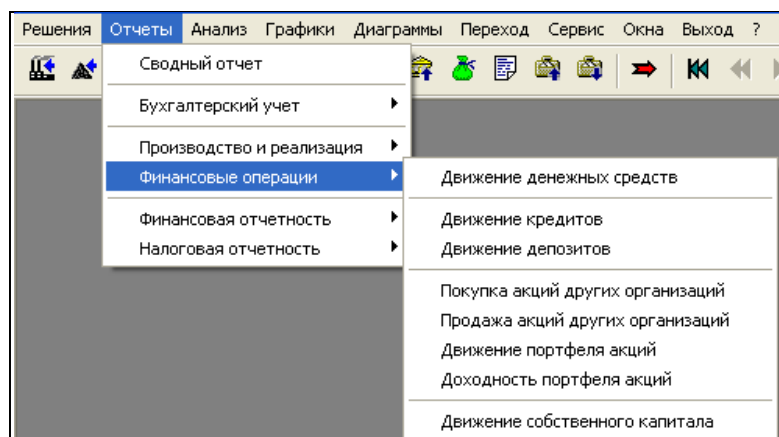 Решения Отчеты Анализ Графики Диаграммы Переход Сервис Окна Выход ?
Сводный отчет
Бухгалтерский учет
Производство и реализация
Финансовые операции
Финансовая отчетность
Налоговая отчетность
Движение денежных средств
Движение кредитов
Движение депозитов
Покупка акций других организаций
Продажа акций других организаций
Движение портфеля акций
Доходность портфеля акций
Движение собственного капитала